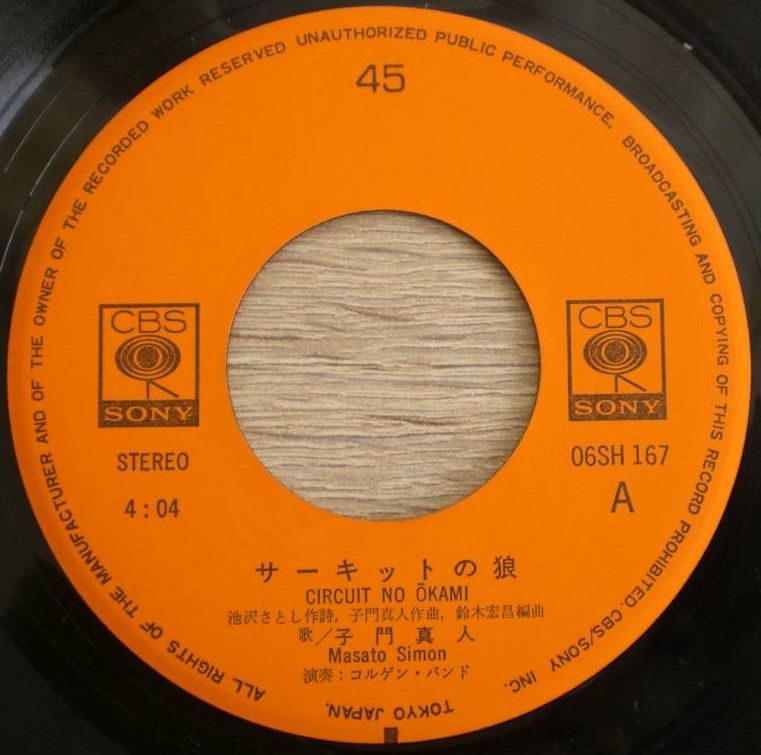 ALL RIGHTS OF THE MANUFACTURER AND OF THE OWNER OF THE RECORDED WORK RESERVED UNAUTHORIZED PUBLIC PERFORMANCE, BROADCASTING AND COPYING OF THIS RECORD PROHIBITED. CBS/SONY INC. TOKYO JAPAN.
45
CBS
SONY
CBS
SONY
STEREO
4:04
06SH 167
A
サーキットの狼
CIRCUIT NO ŌKAMI
池沢さとし作詩, 子門真人作曲, 鈴木宏昌編曲
歌/子門真人
Masato Simon
演奏:コルゲン・バンド